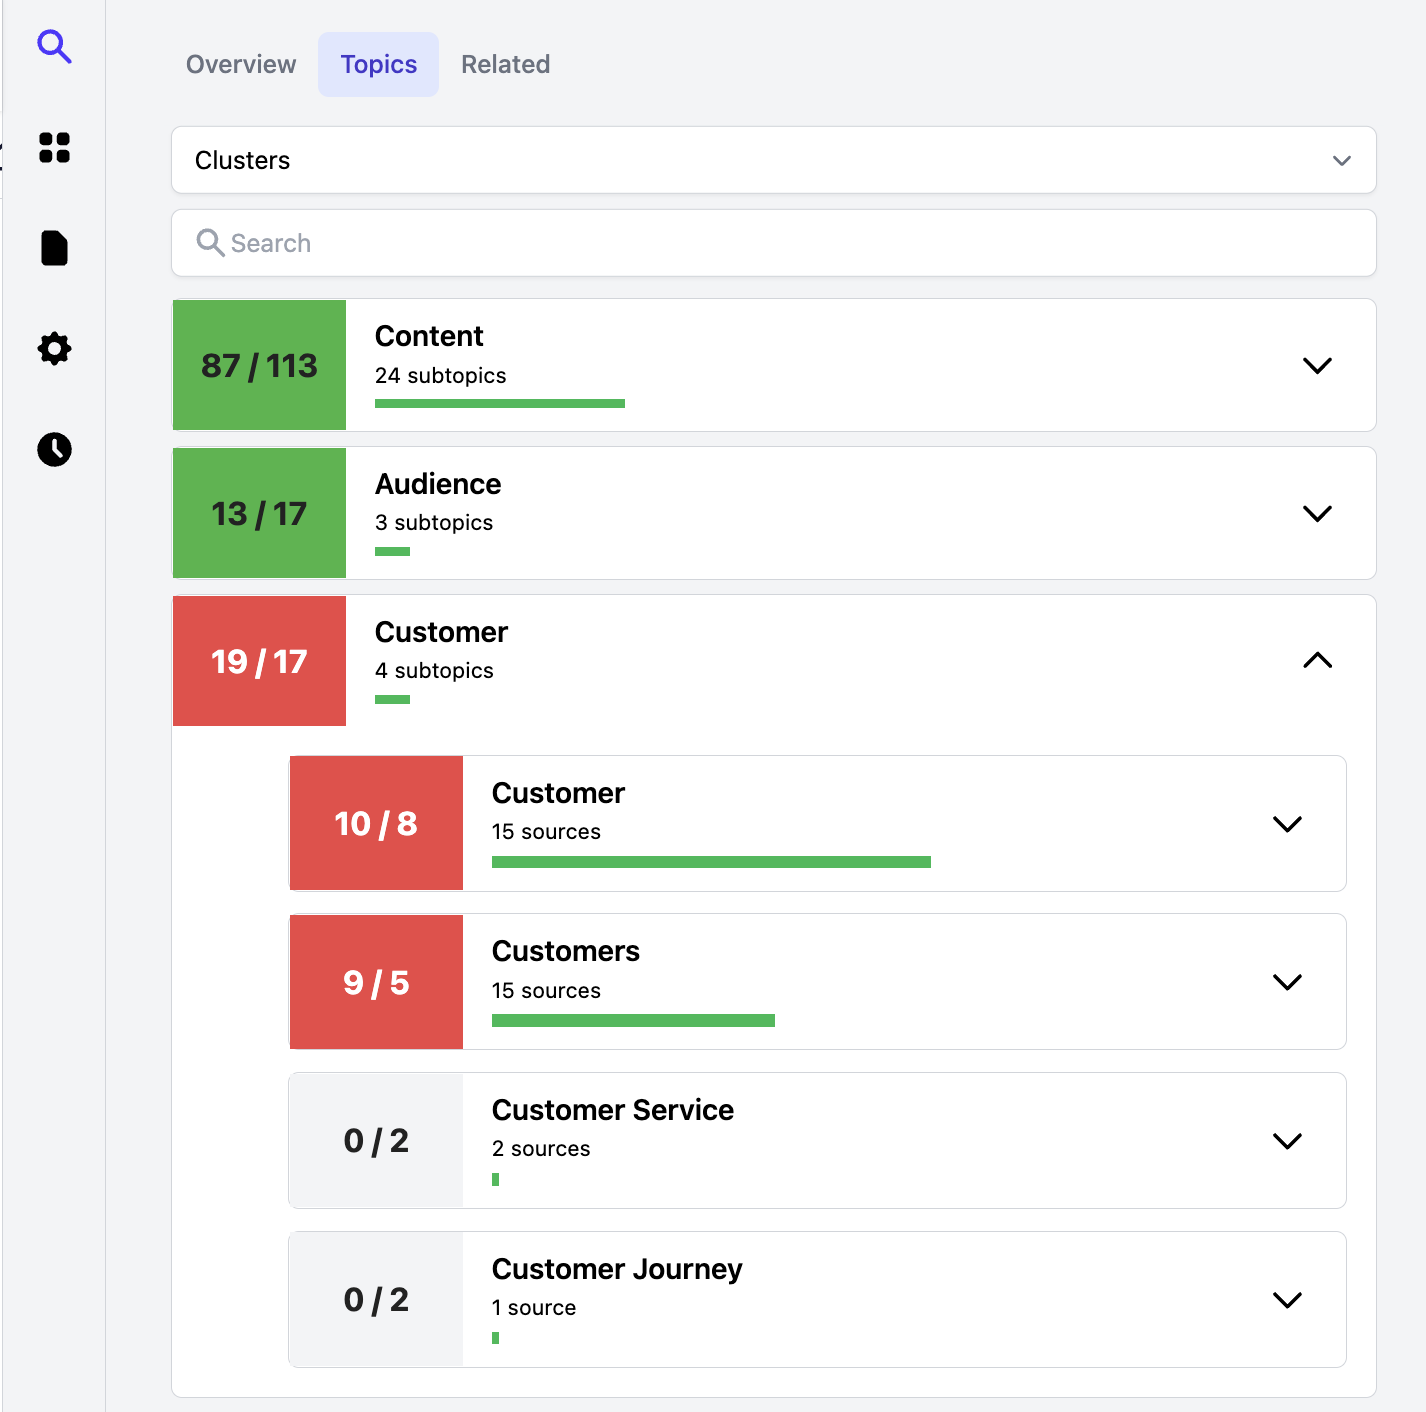 Overview Topics Related
Clusters
Search
87 / 113
Content
24 subtopics
13 / 17
Audience
3 subtopics
19 / 17
Customer
4 subtopics
10 / 8
Customer
15 sources
9 / 5
Customers
15 sources
0 / 2
Customer Service
2 sources
0 / 2
Customer Journey
1 source